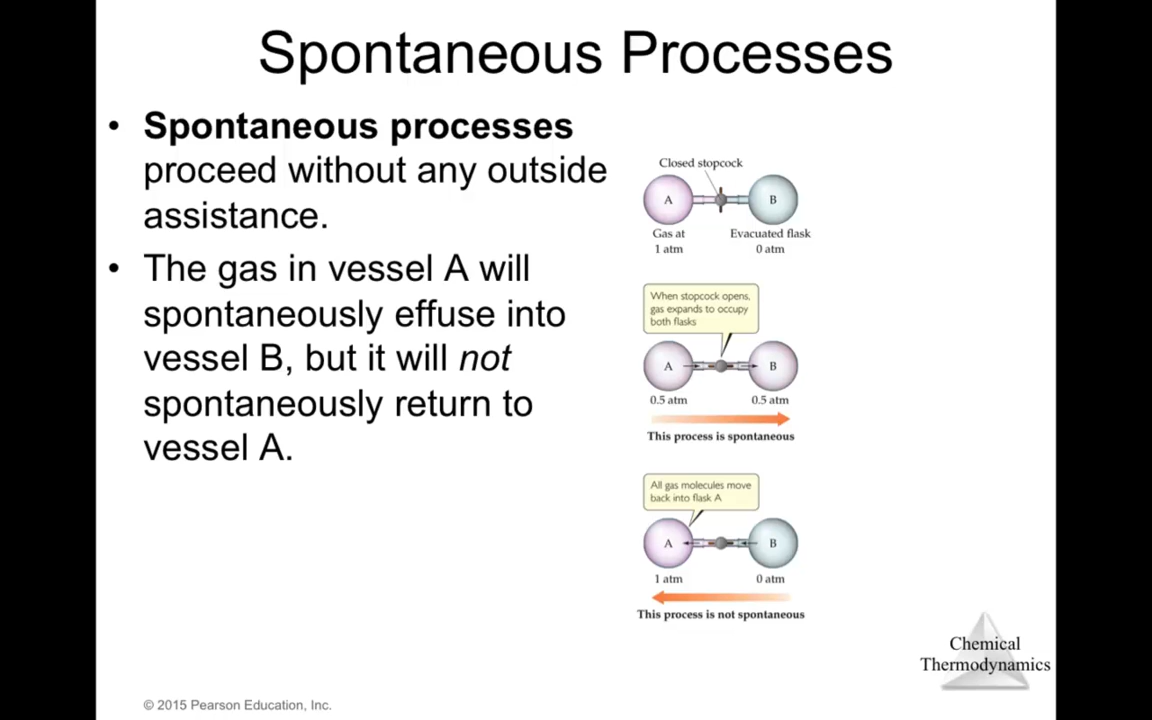 Spontaneous Processes
• Spontaneous processes
proceed without any outside
assistance.
• The gas in vessel A will
spontaneously effuse into
vessel B, but it will not
spontaneously return to
vessel A.
Closed stopcock
A B
Gas at Evacuated flask
1 atm 0 atm
When stopcock opens,
gas expands to occupy
both flasks
A B
0.5 atm 0.5 atm
This process is spontaneous
All gas molecules move
back into flask A
A B
1 atm 0 atm
This process is not spontaneous
Chemical
Thermodynamics
© 2015 Pearson Education, Inc.